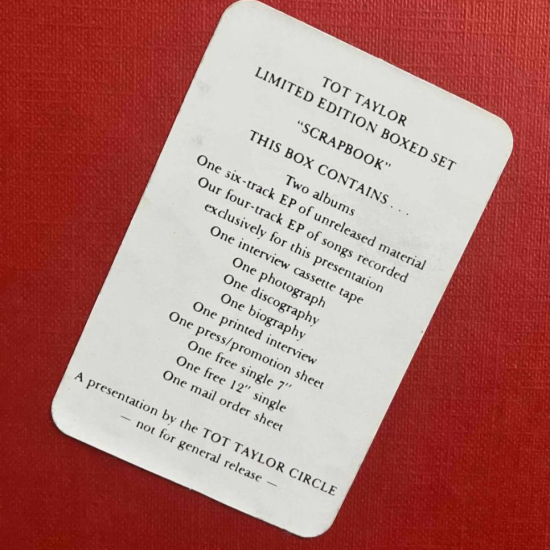 TOT TAYLOR
LIMITED EDITION BOXED SET
"SCRAPBOOK"
THIS BOX CONTAINS . . .
Two albums
One six-track EP of unreleased material
Our four-track EP of songs recorded
exclusively for this presentation
One interview cassette tape
One photograph
One discography
One biography
One printed interview
One press/promotion sheet
One free single 7"
One free 12" single
One mail order sheet
A presentation by the TOT TAYLOR CIRCLE
— not for general release —